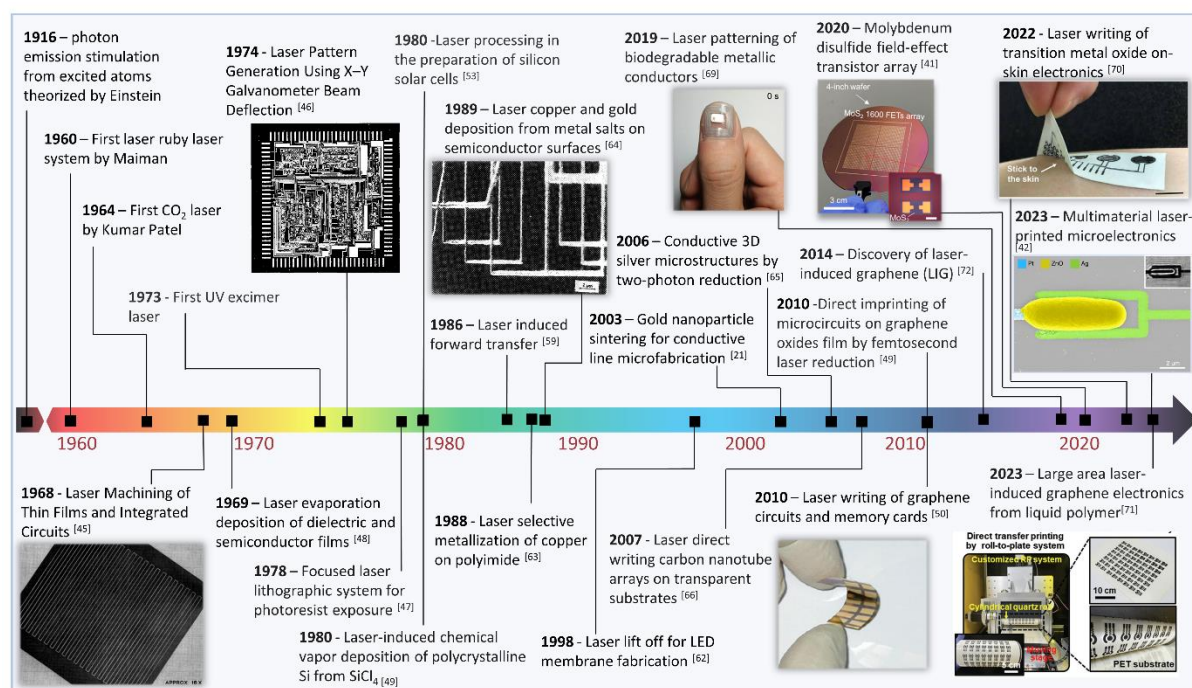 1916 - photon
emission stimulation
from excited atoms
theorized by Einstein
1960 – First laser ruby laser
system by Maiman
1964 – First CO2 laser
by Kumar Patel
1973 – First UV excimer
laser
1974 - Laser Pattern
Generation Using X–Y
Galvanometer Beam
Deflection [46]
1980 -Laser processing in
the preparation of silicon
solar cells [53]
1989 - Laser copper and gold
deposition from metal salts on
semiconductor surfaces [64]
2 μm
1986 – Laser induced
forward transfer [59]
2019 – Laser patterning of
biodegradable metallic
conductors [69]
0 s
2006 – Conductive 3D
silver microstructures by
two-photon reduction [65]
2003 – Gold nanoparticle
sintering for conductive
line microfabrication [21]
2020 – Molybdenum
disulfide field-effect
transistor array [41]
4-inch wafer
MoS2 1600 FETs array
3 cm
MoS2
2014 – Discovery of laser-
induced graphene (LIG) [72]
2010 -Direct imprinting of
microcircuits on graphene
oxides film by femtosecond
laser reduction [49]
2022 – Laser writing of
transition metal oxide on-
skin electronics [70]
Stick to
the skin
2023 – Multimaterial laser-
printed microelectronics
[42]
Pt ZnO Ag
2 μm
1960 1970 1980 1990 2000 2010 2020
1968 - Laser Machining of
Thin Films and Integrated
Circuits [45]
APPROX 18 X
1969 – Laser evaporation
deposition of dielectric and
semiconductor films [48]
1978 – Focused laser
lithographic system for
photoresist exposure [47]
1980 - Laser-induced chemical
vapor deposition of polycrystalline
Si from SiCl4 [49]
1988 – Laser selective
metallization of copper
on polyimide [63]
1998 – Laser lift off for LED
membrane fabrication [62]
2007 – Laser direct
writing carbon nanotube
arrays on transparent
substrates [66]
2010 – Laser writing of graphene
circuits and memory cards [50]
2023 – Large area laser-
induced graphene electronics
from liquid polymer [71]
Direct transfer printing
by roll-to-plate system
Customized system
Cylindrical quartz
stage
5 cm
10 cm
PET substrate